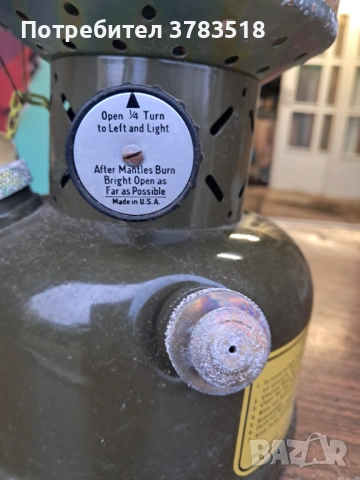 Потребител 3783518
Open ¼ Turn
to Left and Light
After Mantles Burn
Bright Open as
Far as Possible
Made in U.S.A.
BAZAR
bg